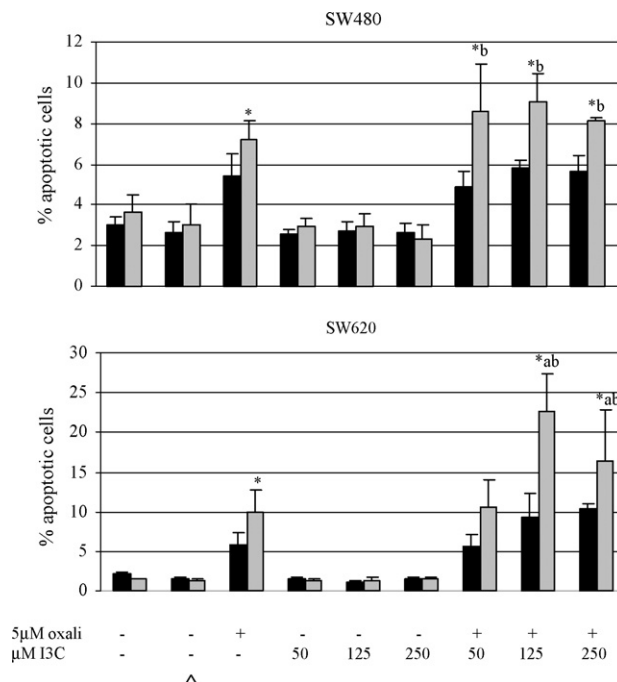 SW480
% apoptotic cells
12
10
8
6
4
2
0
*
*b
*b
*b
SW620
% apoptotic cells
30
25
20
15
10
5
0
*
*ab
*ab
5µM oxali - - + - - - + + +
µM I3C - - - 50 125 250 50 125 250